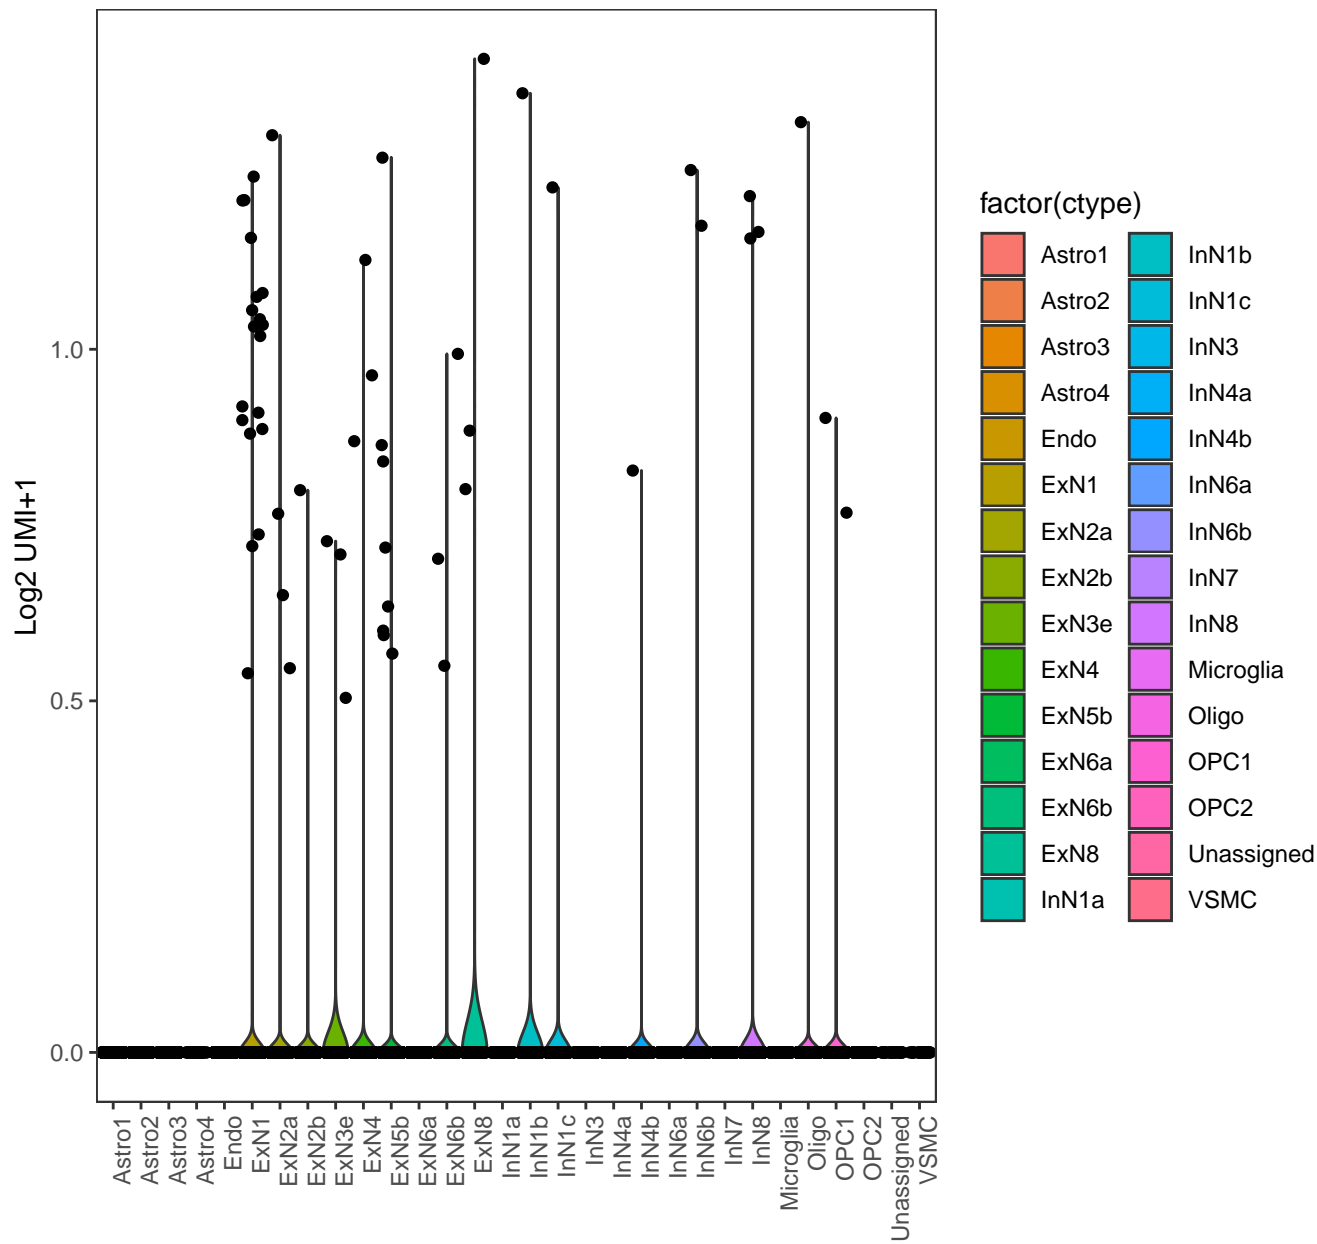 Log2 UMI+1
1.0
0.5
0.0
Astro1
Astro2
Astro3
Astro4
Endo
ExN1
ExN2a
ExN2b
ExN3e
ExN4
ExN5b
ExN6a
ExN6b
ExN8
InN1a
InN1b
InN1c
InN3
InN4a
InN4b
InN6a
InN6b
InN7
InN8
Microglia
Oligo
OPC1
OPC2
Unassigned
VSMC
factor(ctype)
Astro1
Astro2
Astro3
Astro4
Endo
ExN1
ExN2a
ExN2b
ExN3e
ExN4
ExN5b
ExN6a
ExN6b
ExN8
InN1a
InN1b
InN1c
InN3
InN4a
InN4b
InN6a
InN6b
InN7
InN8
Microglia
Oligo
OPC1
OPC2
Unassigned
VSMC